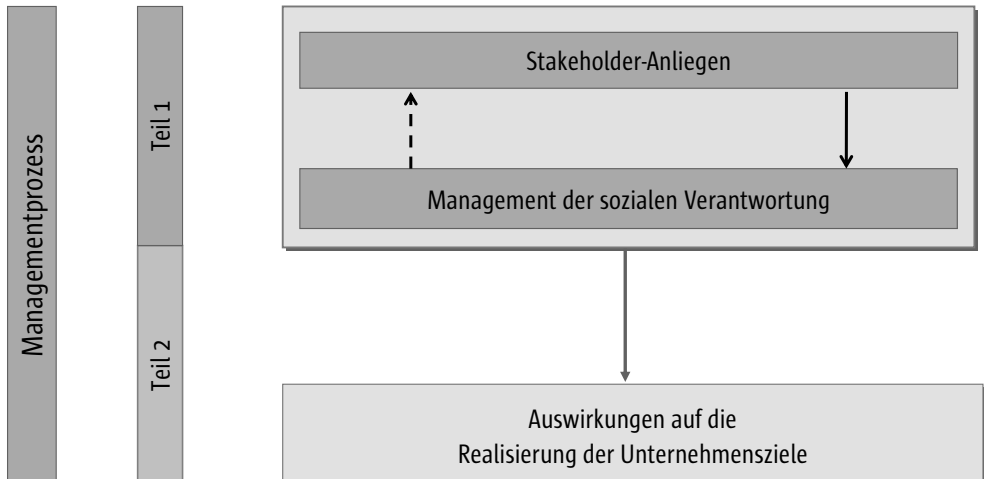 Managementprozess
Teil 1
Teil 2
Stakeholder-Anliegen
Management der sozialen Verantwortung
Auswirkungen auf die
Realisierung der Unternehmensziele